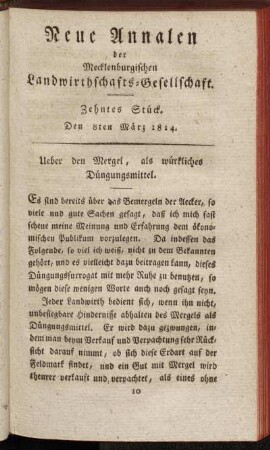 Neue Annalen
der
Mecklenburgischen
Landwirthschafts-Gesellschaft.
Zehntes Stück.
Den 8ten März 1814.
Ueber den Mergel, als würkliches
Düngungsmittel.
Es sind bereits über das Bemergeln der Aecker, so
viele und gute Sachen gesagt, daß ich mich fast
scheue meine Meinung und Erfahrung dem ökono-
mischen Publikum vorzulegen. Da indessen das
Folgende, so viel ich weiß, nicht zu dem Bekannten
gehört, und es vielleicht dazu beitragen kann, dieses
Düngungssurrogat mit mehr Ruhe zu benutzen, so
mögen diese wenigen Worte auch noch gesagt seyn.
Jeder Landwirth bedient sich, wenn ihn nicht
unbesiegbare Hindernisse abhalten des Mergels als
Düngungsmittel. Er wird dazu gezwungen, in-
dem man beym Verkauf und Verpachtung sehr Rück-
sicht darauf nimmt, ob sich diese Erdart auf der
Feldmark findet, und ein Gut mit Mergel wird
theurer verkauft und verpachtet, als eines ohne
10